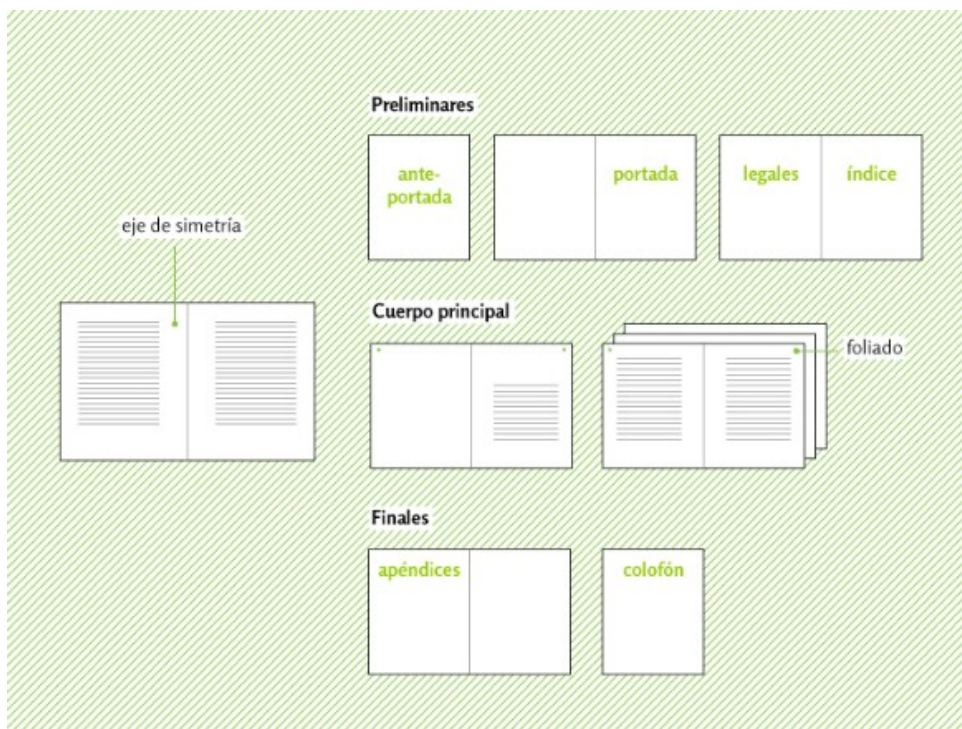 Preliminares
ante-
portada
portada
legales
índice
eje de simetría
Cuerpo principal
foliado
Finales
apéndices
colofón